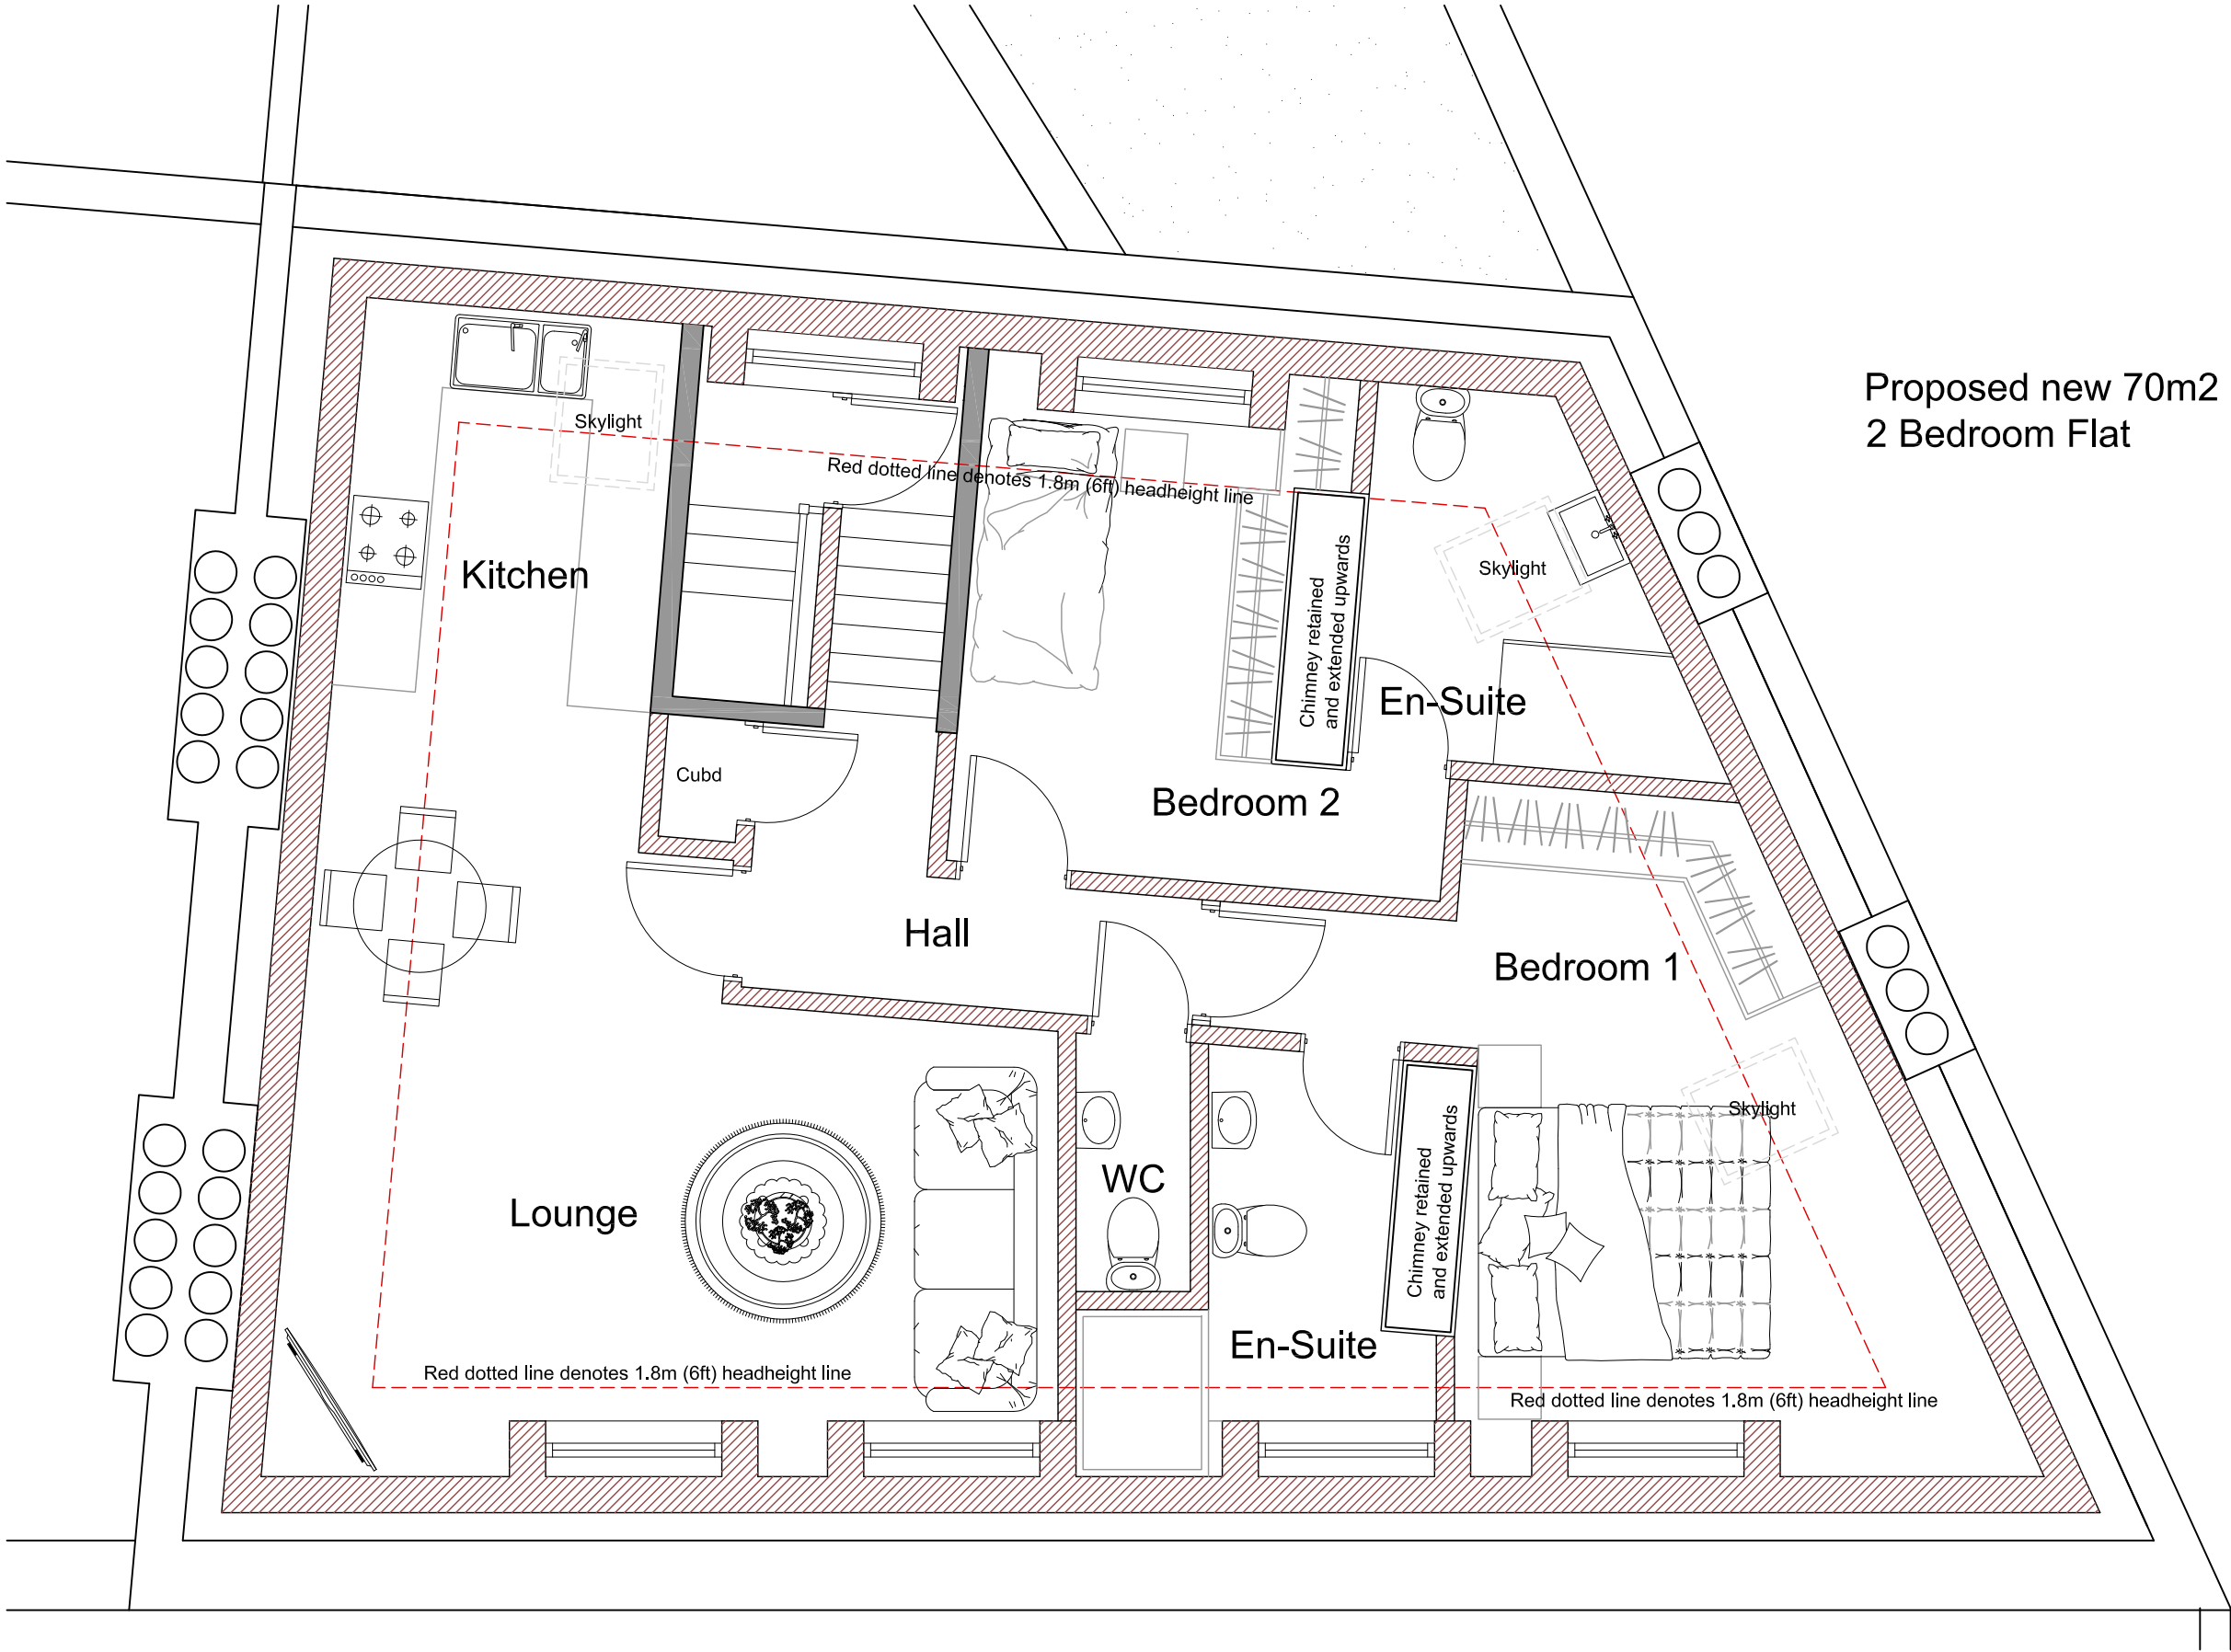 Proposed new 70m2
2 Bedroom Flat
Skylight
Red dotted line denotes 1.8m (6ft) headheight line
Kitchen
Skylight
Chimney retained
and extended upwards
En-Suite
Cubd
Bedroom 2
Hall
Bedroom 1
Skylight
WC
Chimney retained
and extended upwards
Lounge
En-Suite
Red dotted line denotes 1.8m (6ft) headheight line
Red dotted line denotes 1.8m (6ft) headheight line